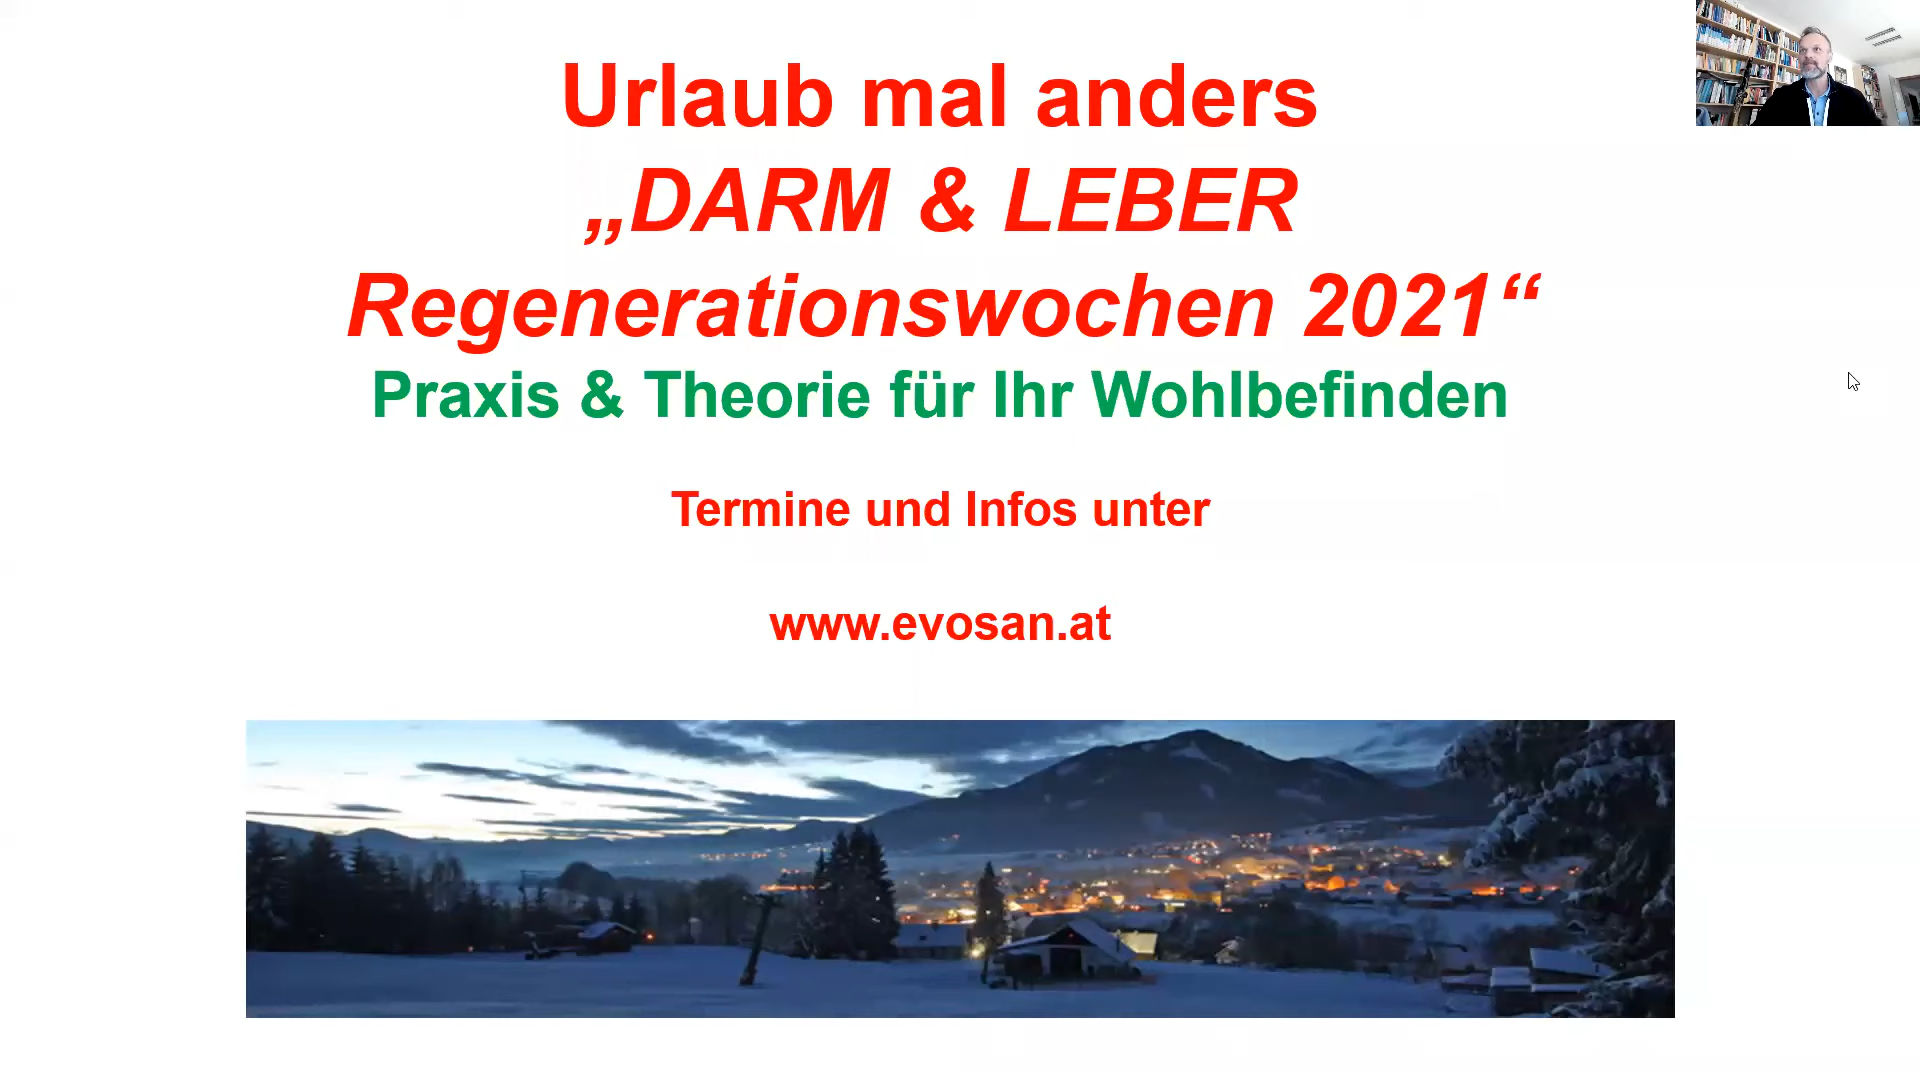 Urlaub mal anders
„DARM & LEBER
Regenerationswochen 2021“
Praxis & Theorie für Ihr Wohlbefinden
Termine und Infos unter
www.evosan.at